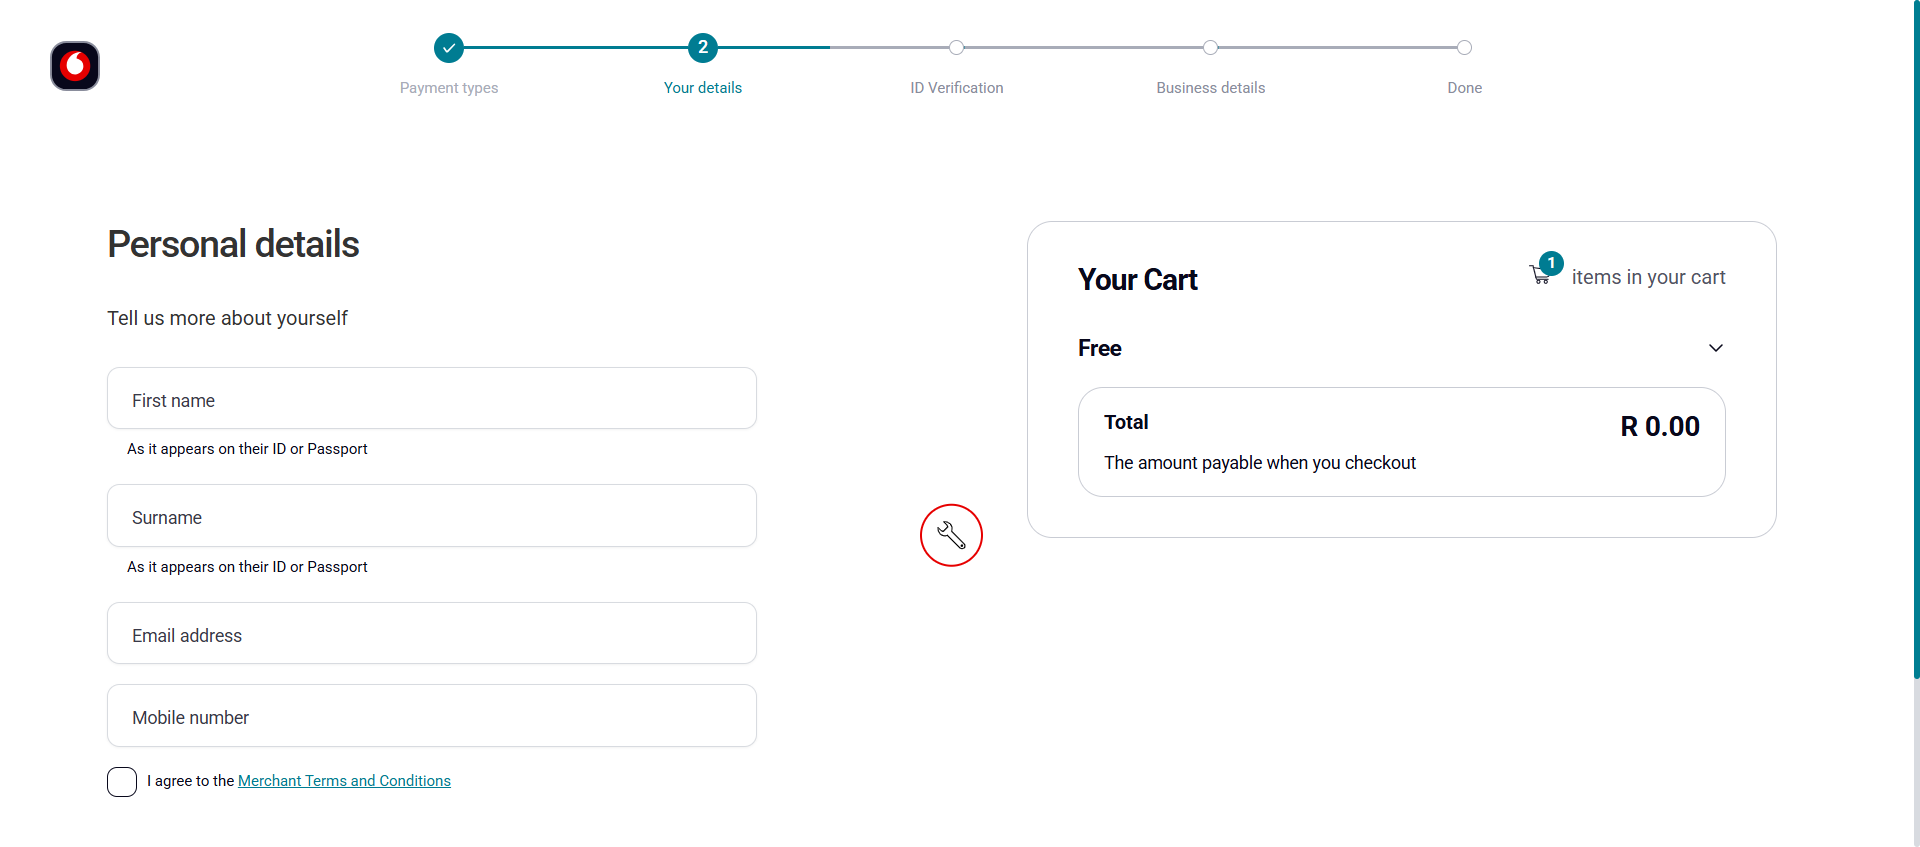 2
Payment types
Your details
ID Verification
Business details
Done
Personal details
Tell us more about yourself
First name
As it appears on their ID or Passport
Surname
As it appears on their ID or Passport
Email address
Mobile number
I agree to the Merchant Terms and Conditions
Your Cart
1 items in your cart
Free
Total
R 0.00
The amount payable when you checkout